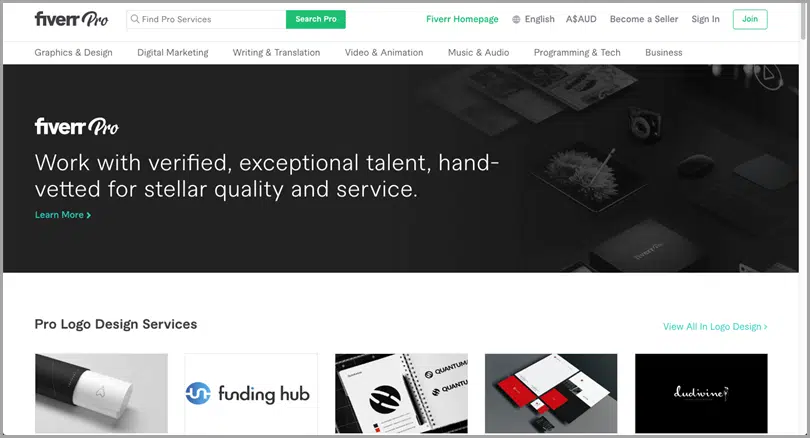 fiverr Pro
Find Pro Services
Search Pro
Fiverr Homepage
English
A$AUD
Become a Seller
Sign In
Join
Graphics & Design
Digital Marketing
Writing & Translation
Video & Animation
Music & Audio
Programming & Tech
Business
fiverr Pro
Work with verified, exceptional talent, hand-
vetted for stellar quality and service.
Learn More
Pro Logo Design Services
View All In Logo Design
funding hub
QUANTUM
QUANTUM
dudwine